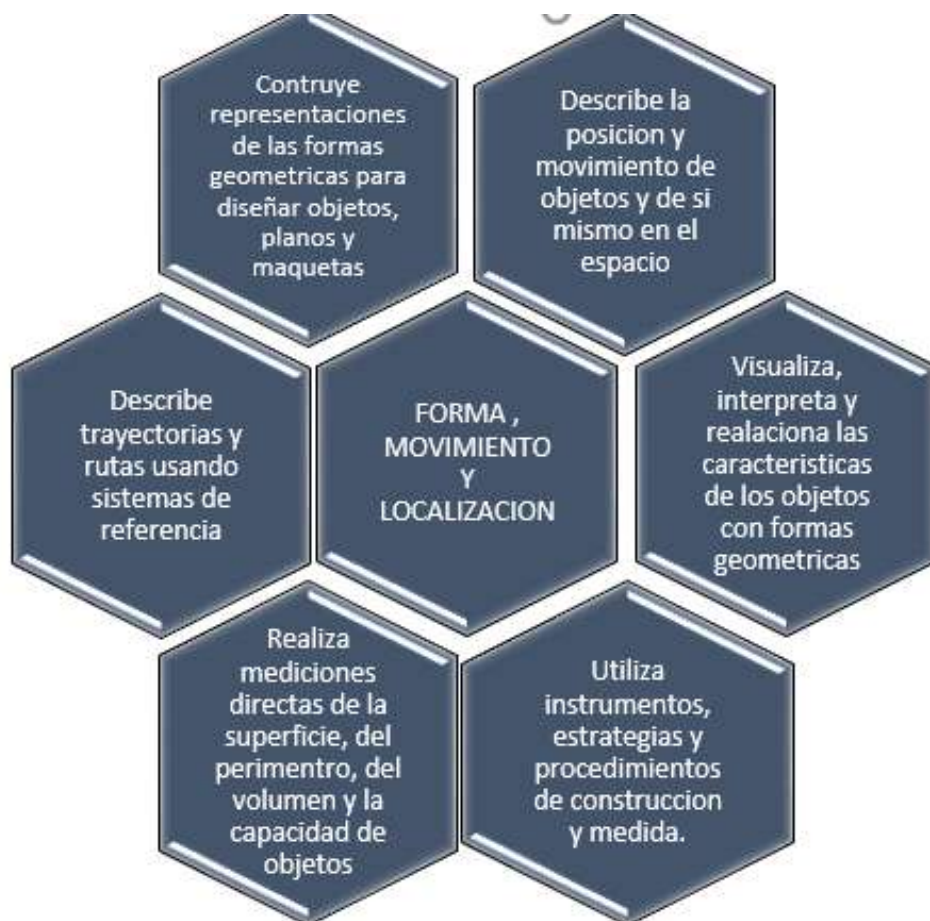 Contruye
representaciones
de las formas
geometricas para
diseñar objetos,
planos y
maquetas
Describe la
posicion y
movimiento de
objetos y de si
mismo en el
espacio
Describe
trayectorias y
rutas usando
sistemas de
referencia
FORMA ,
MOVIMIENTO
Y
LOCALIZACION
Visualiza,
interpreta y
realaciona las
caracteristicas
de los objetos
con formas
geometricas
Realiza
mediciones
directas de la
superficie, del
perimentro, del
volumen y la
capacidad de
objetos
Utiliza
instrumentos,
estrategias y
procedimientos
de construccion
y medida.